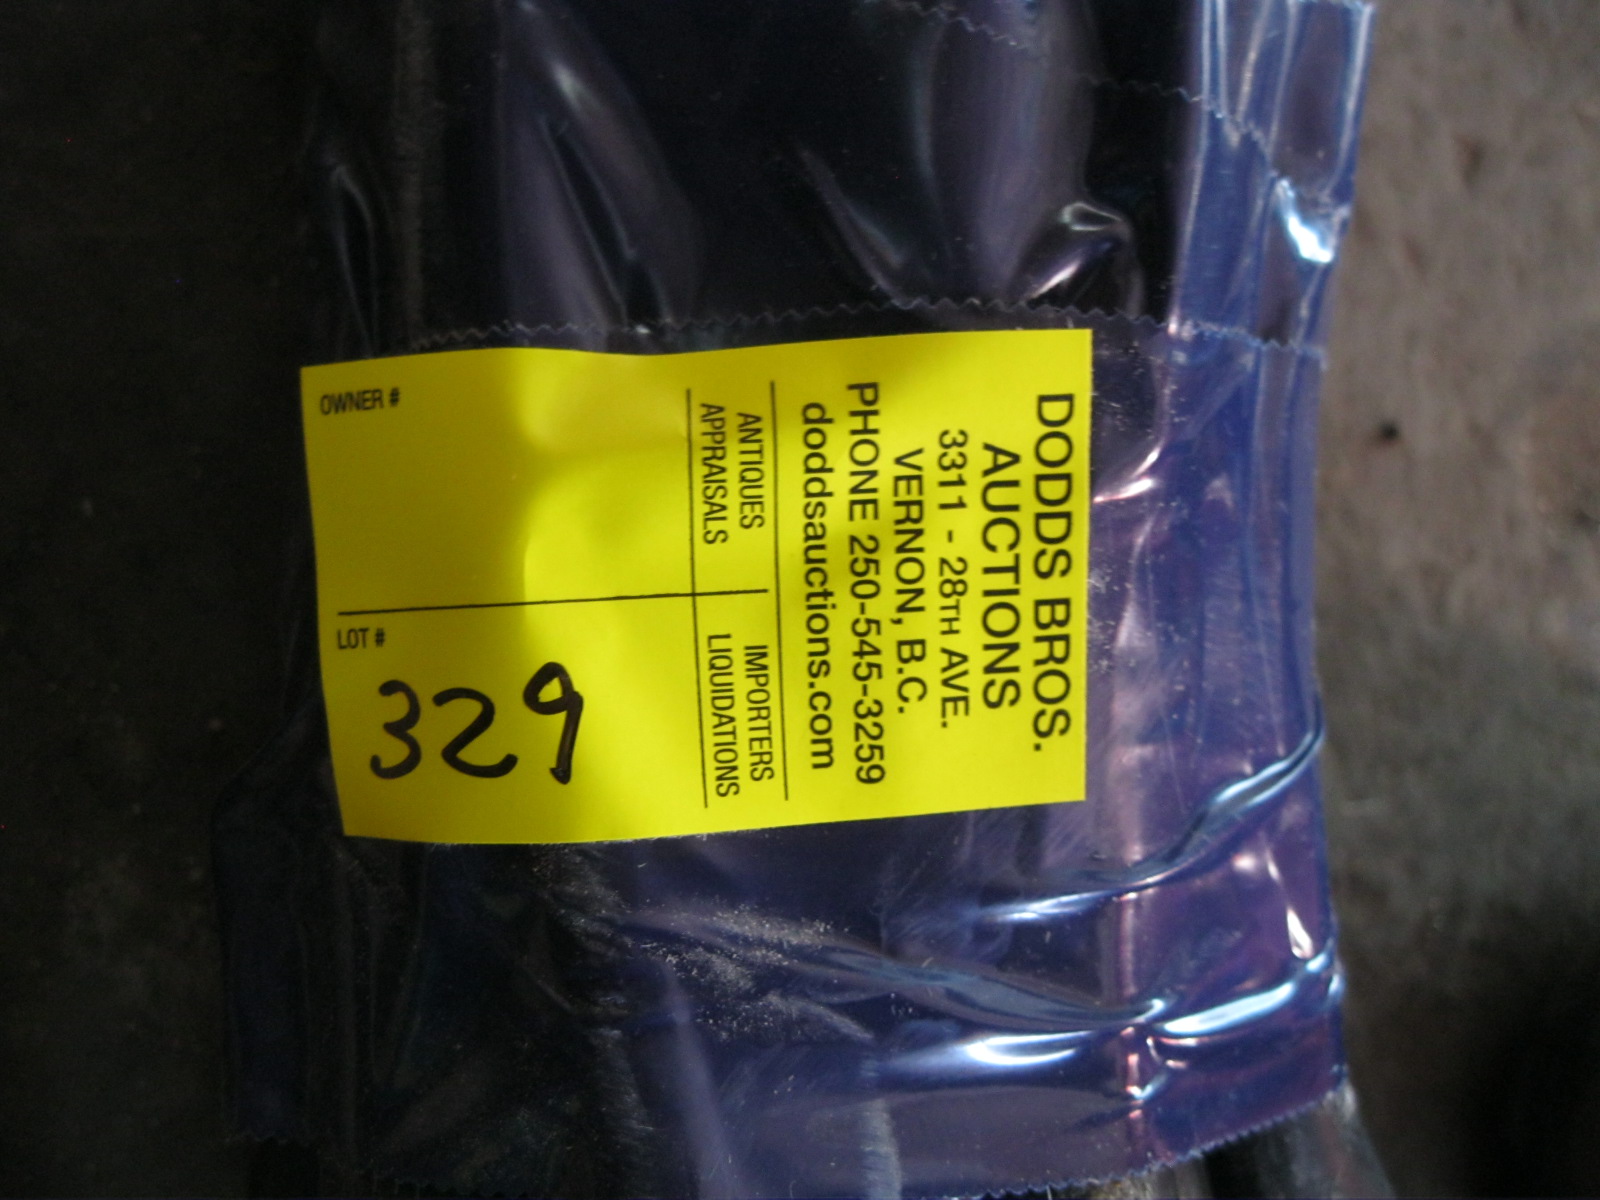 DODDS BROS.
AUCTIONS
3311 - 28TH AVE.
VERNON, B.C.
PHONE 250-545-3259
doddsauctions.com
ANTIQUES IMPORTERS
APPRAISALS LIQUIDATIONS
OWNER #
LOT #
329